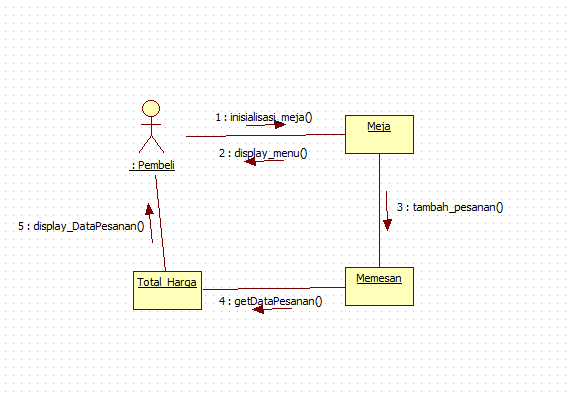 1 : inisialisasi_meja()
Meja
2 : display_menu()
: Pembeli
3 : tambah_pesanan()
5 : display_DataPesanan()
Total_Harga
Memesan
4 : getDataPesanan()